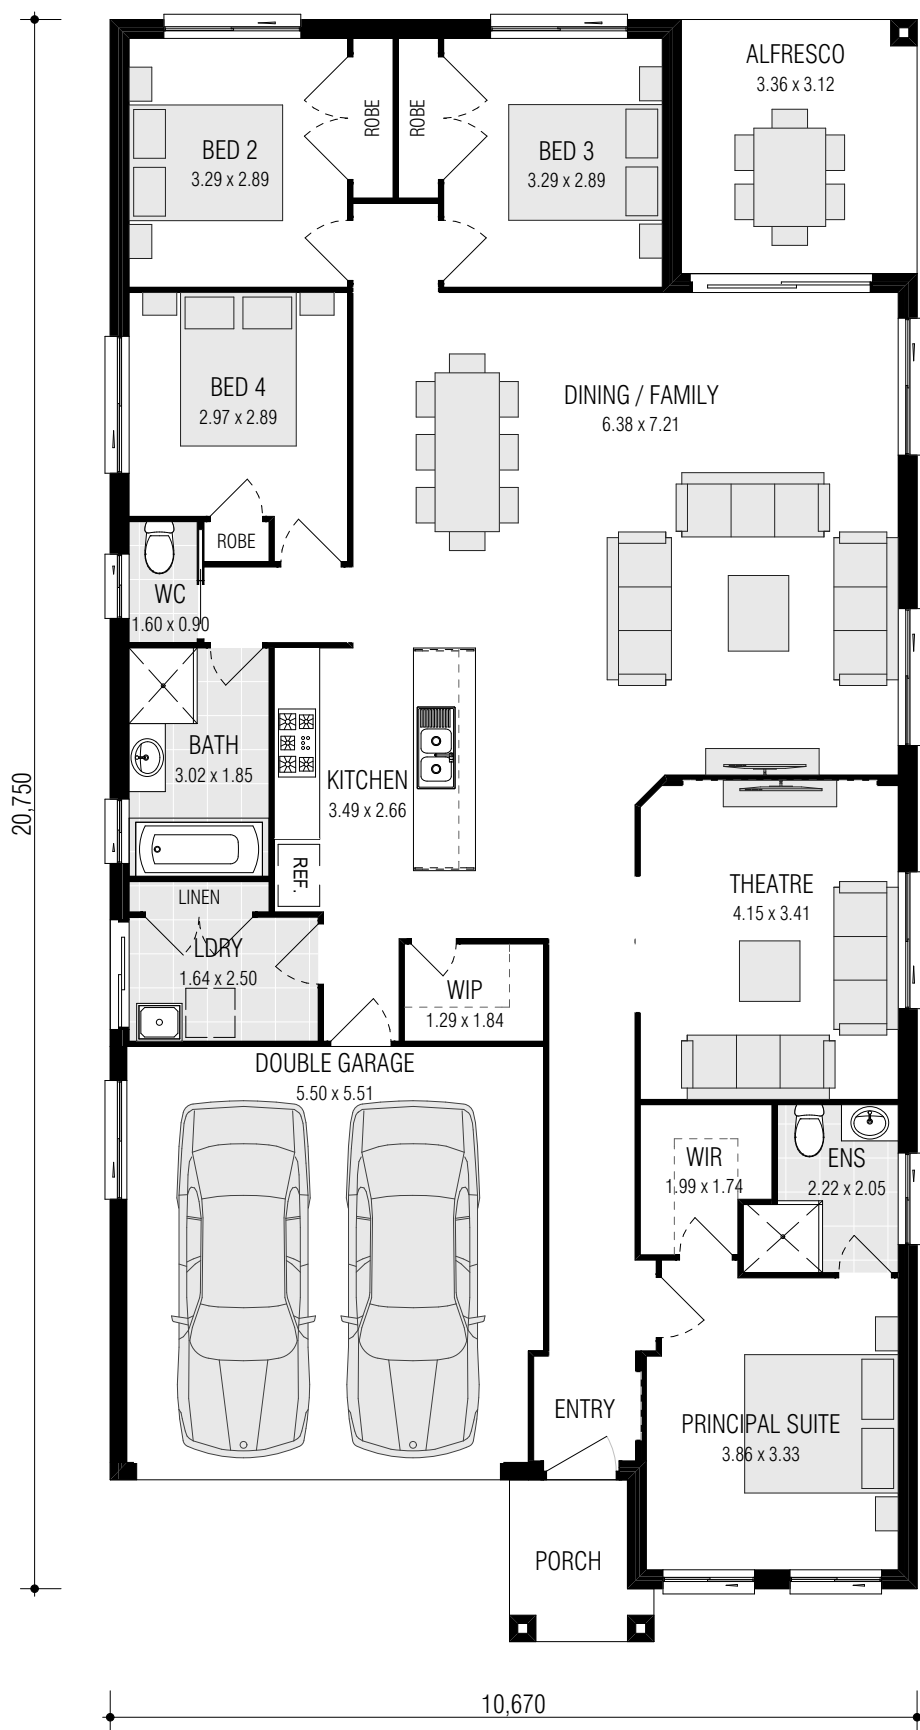 ALFRESCO
3.36 x 3.12
BED 2
3.29 x 2.89
ROBE
ROBE
BED 3
3.29 x 2.89
BED 4
2.97 x 2.89
DINING / FAMILY
6.38 x 7.21
ROBE
WC
1.60 x 0.90
BATH
3.02 x 1.85
KITCHEN
3.49 x 2.66
20,750
REF.
THEATRE
4.15 x 3.41
LINEN
LDRY
1.64 x 2.50
WIP
1.29 x 1.84
DOUBLE GARAGE
5.50 x 5.51
WIR
1.99 x 1.74
ENS
2.22 x 2.05
ENTRY
PRINCIPAL SUITE
3.86 x 3.33
PORCH
10,670